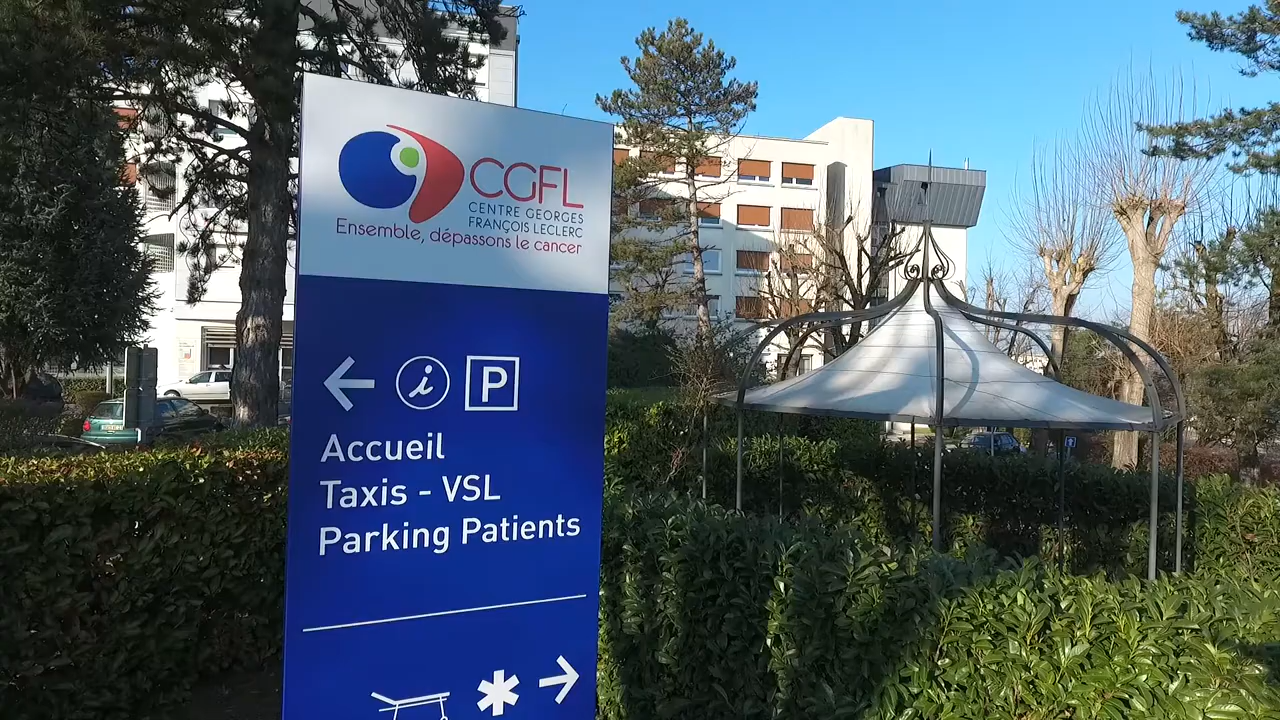 CGFL
CENTRE GEORGES
FRANÇOIS LECLERC
Ensemble, dépassons le cancer
i P
Accueil
Taxis - VSL
Parking Patients